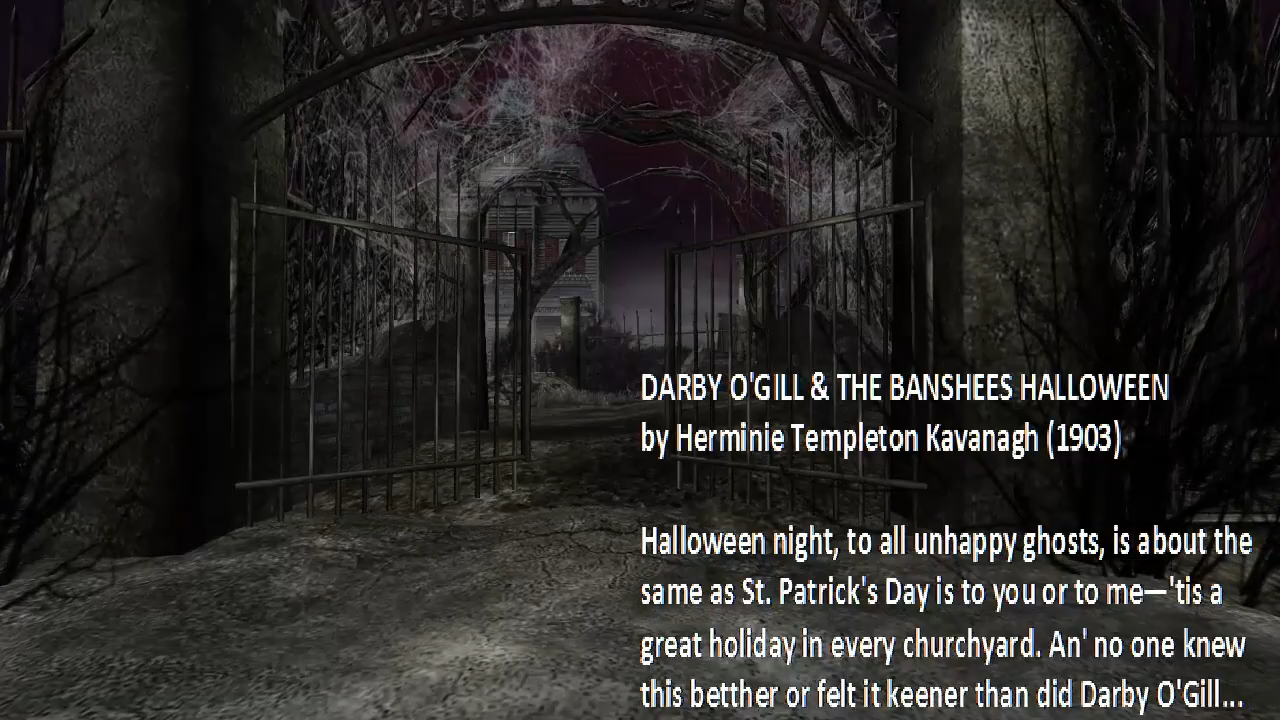 DARBY O'GILL & THE BANSHEES HALLOWEEN
by Herminie Templeton Kavanagh (1903)
Halloween night, to all unhappy ghosts, is about the
same as St. Patrick's Day is to you or to me—'tis a
great holiday in every churchyard. An' no one knew
this betther or felt it keener than did Darby O'Gill...